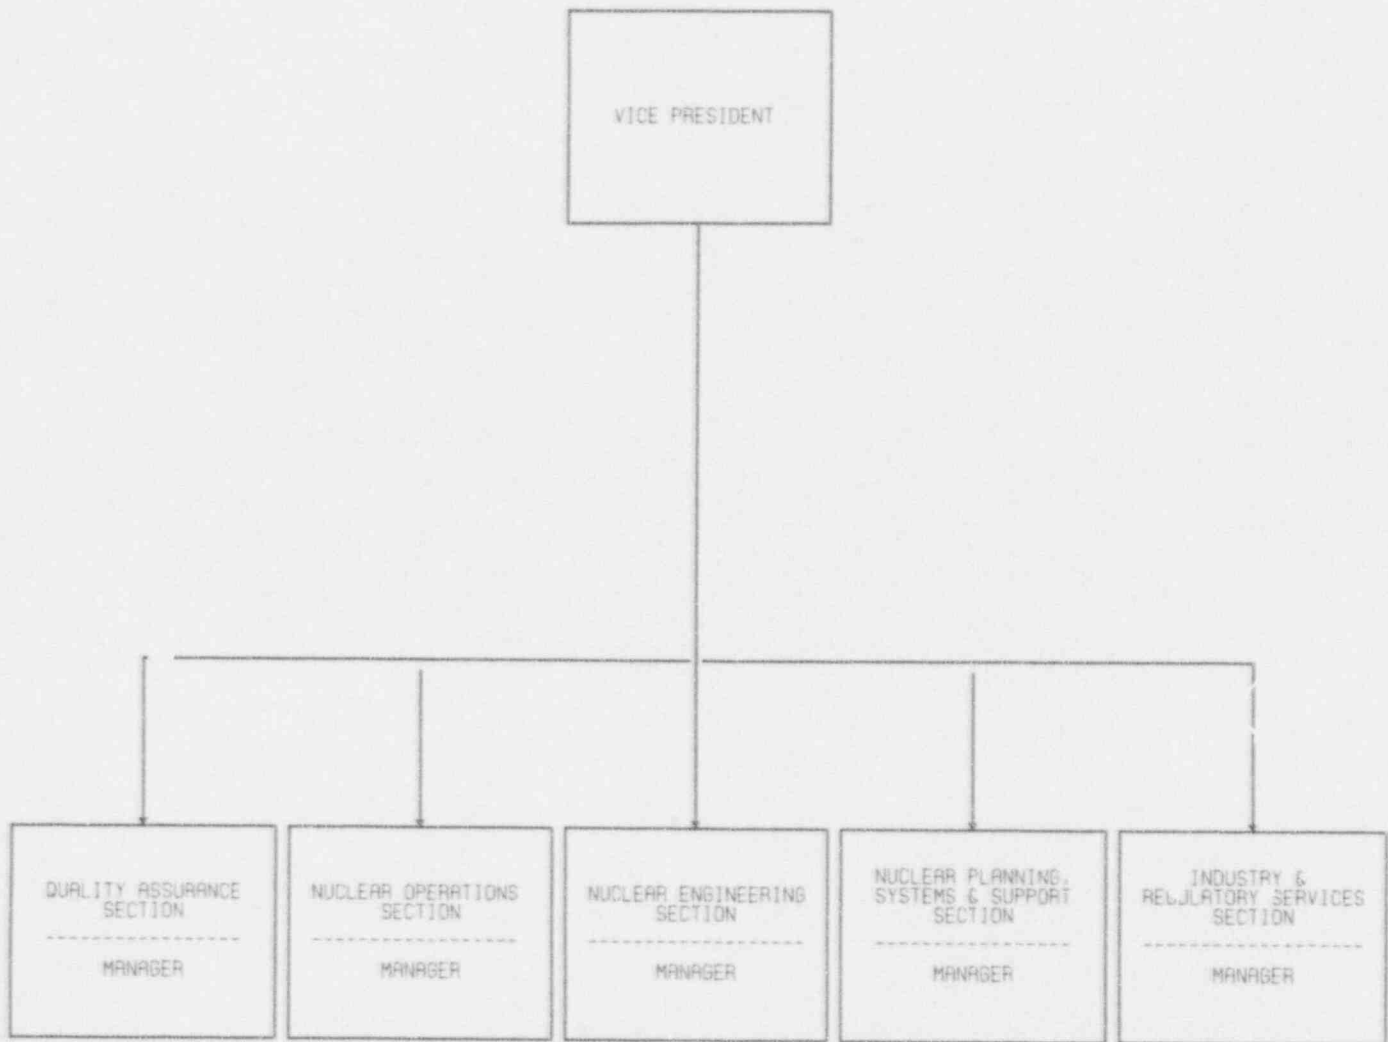 VICE PRESIDENT
QUALITY ASSURANCE
SECTION
-------------------
MANAGER
NUCLEAR OPERATIONS
SECTION
-------------------
MANAGER
NUCLEAR ENGINEERING
SECTION
-------------------
MANAGER
NUCLEAR PLANNING,
SYSTEMS & SUPPORT
SECTION
-------------------
MANAGER
INDUSTRY &
REGULATORY SERVICES
SECTION
-------------------
MANAGER